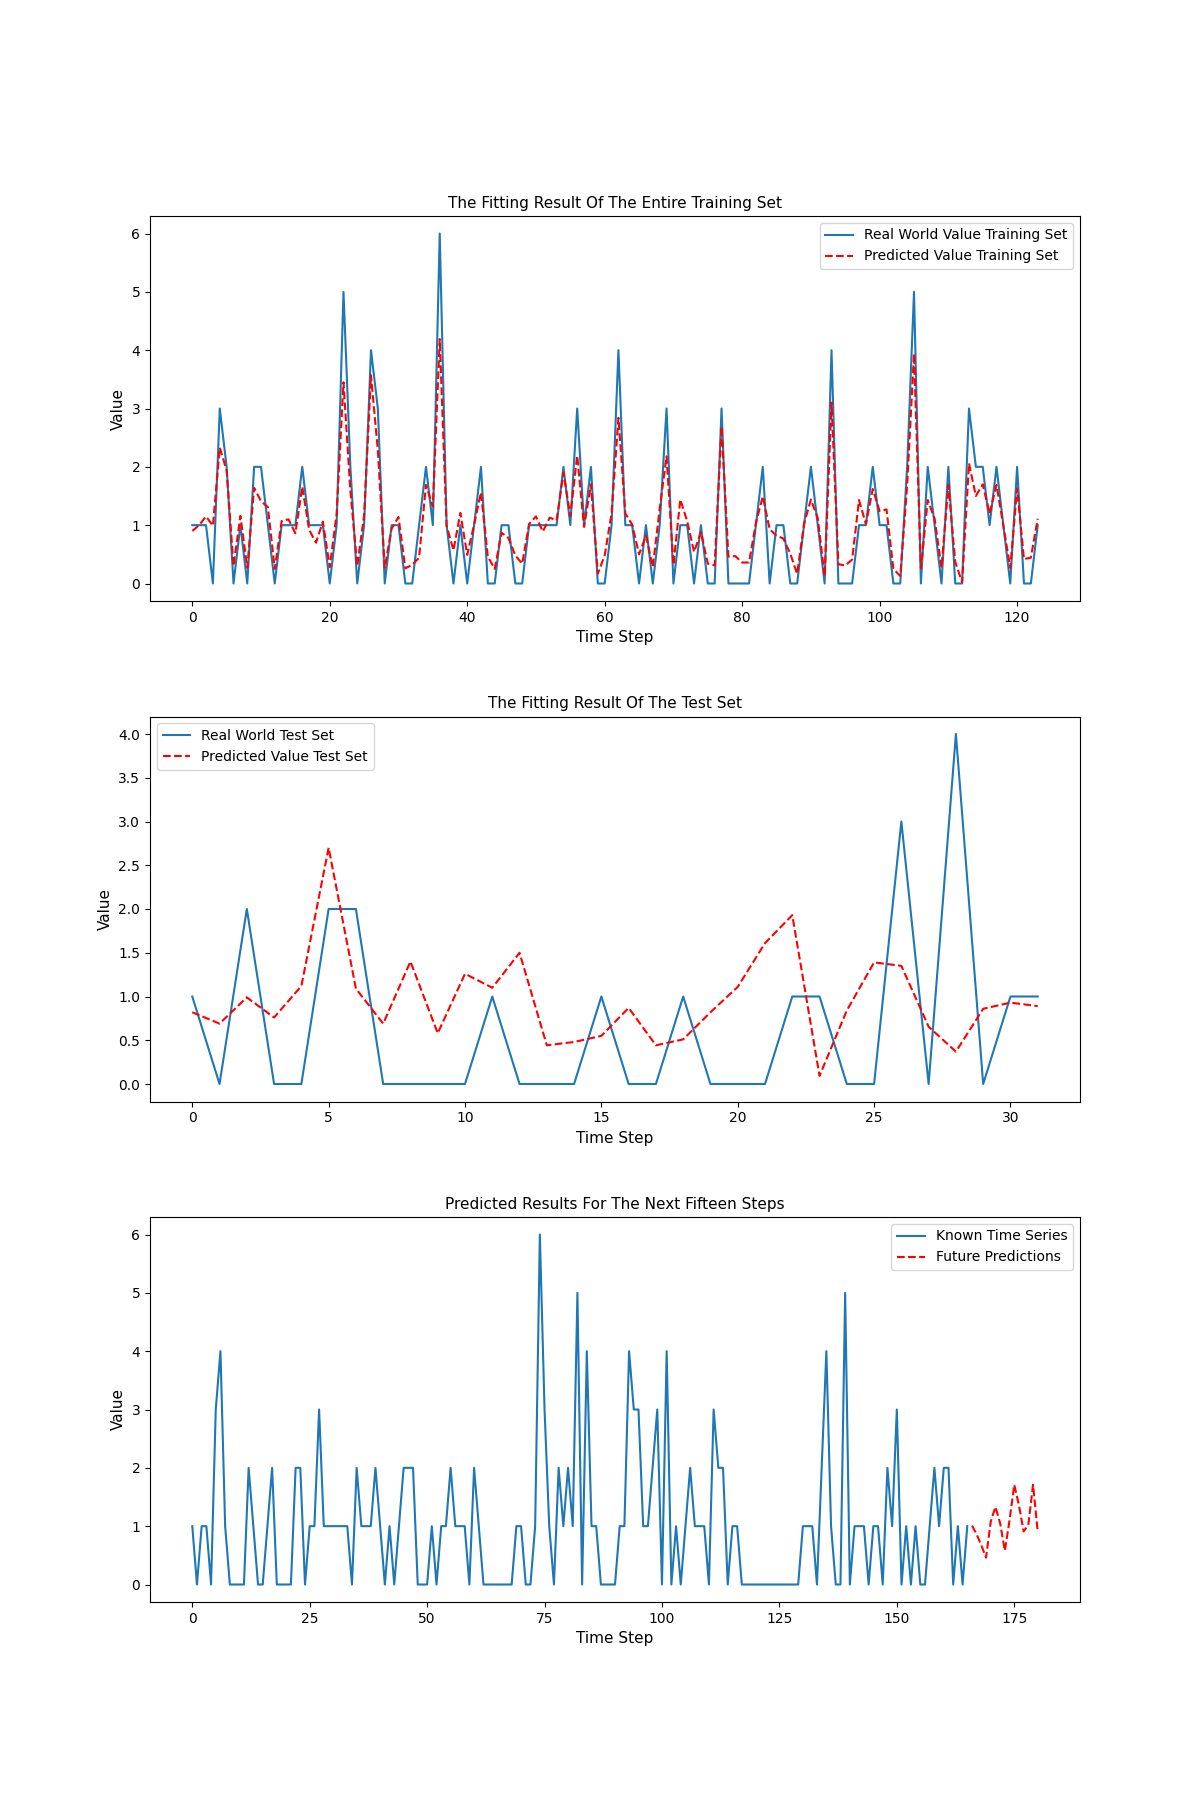 The Fitting Result Of The Entire Training Set
Real World Value Training Set
Predicted Value Training Set
6
5
4
3
2
1
0
Value
0 20 40 60 80 100 120
Time Step
The Fitting Result Of The Test Set
Real World Test Set
Predicted Value Test Set
4.0
3.5
3.0
2.5
2.0
1.5
1.0
0.5
0.0
Value
0 5 10 15 20 25 30
Time Step
Predicted Results For The Next Fifteen Steps
Known Time Series
Future Predictions
6
5
4
3
2
1
0
Value
0 25 50 75 100 125 150 175
Time Step